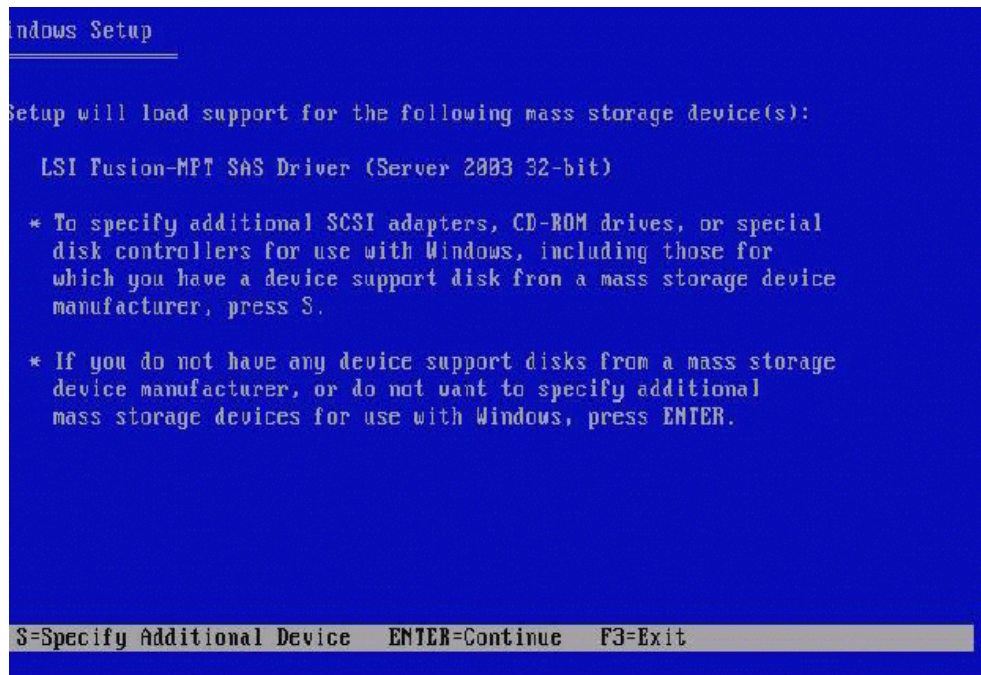 indows Setup
Setup will load support for the following mass storage device(s):
LSI Fusion-MPT SAS Driver (Server 2003 32-bit)
* To specify additional SCSI adapters, CD-ROM drives, or special
disk controllers for use with Windows, including those for
which you have a device support disk from a mass storage device
manufacturer, press S.
* If you do not have any device support disks from a mass storage
device manufacturer, or do not want to specify additional
mass storage devices for use with Windows, press ENTER.
S=Specify Additional Device ENTER=Continue F3=Exit